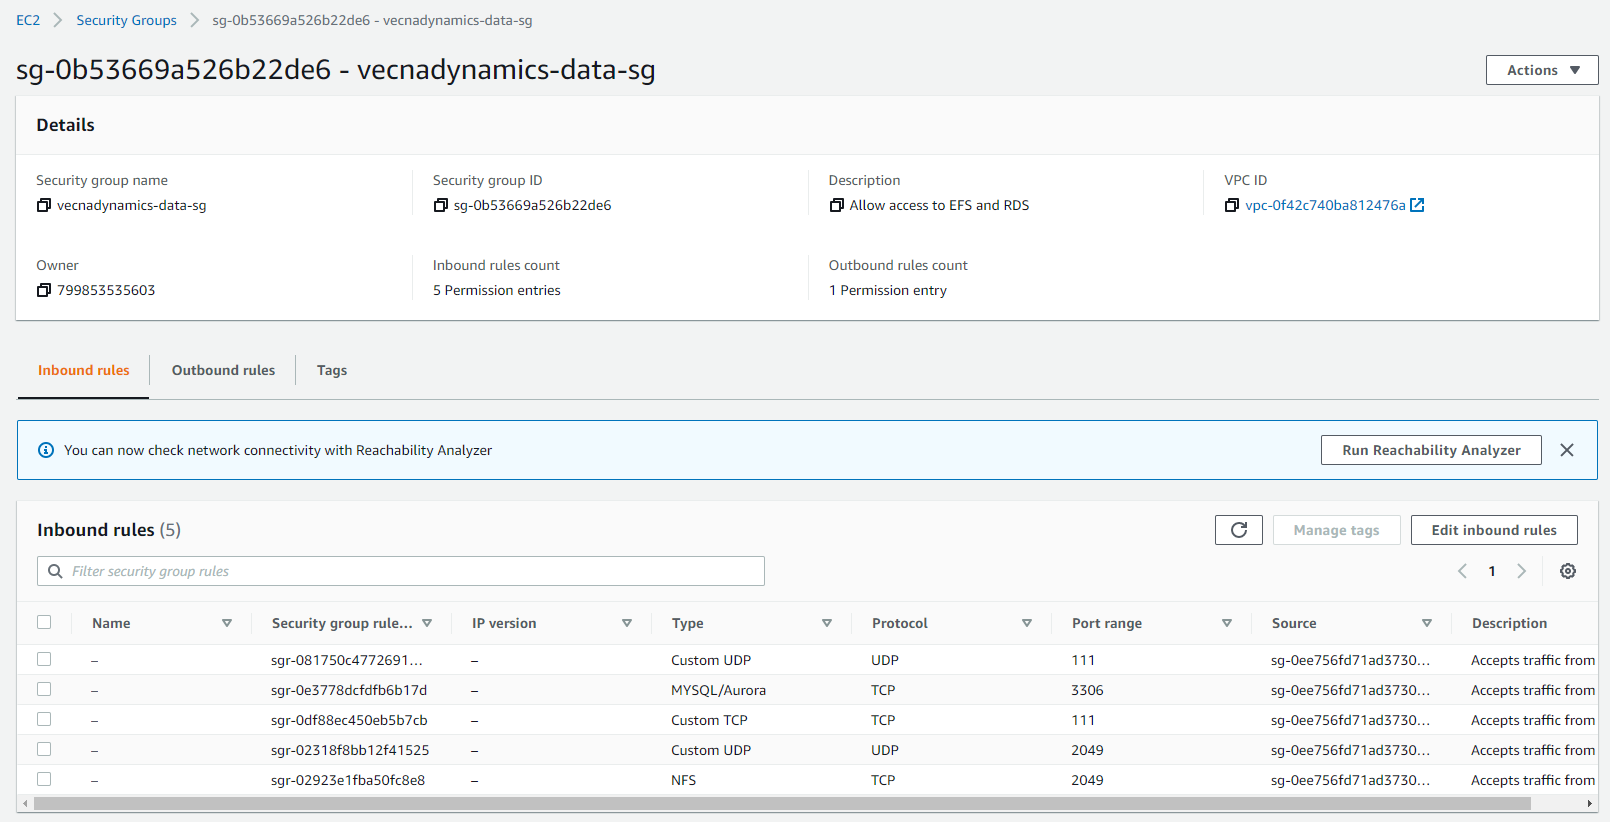 EC2 > Security Groups > sg-0b53669a526b22de6 - vecnadynamics-data-sg
sg-0b53669a526b22de6 - vecnadynamics-data-sg
Actions
Details
Security group name
vecnadynamics-data-sg
Security group ID
sg-0b53669a526b22de6
Description
Allow access to EFS and RDS
VPC ID
vpc-0f42c740ba812476a
Owner
799853535603
Inbound rules count
5 Permission entries
Outbound rules count
1 Permission entry
Inbound rules Outbound rules Tags
You can now check network connectivity with Reachability Analyzer
Run Reachability Analyzer
Inbound rules (5)
Manage tags
Edit inbound rules
Filter security group rules
1
Name Security group rule... IP version Type Protocol Port range Source Description
– sgr-081750c4772691... – Custom UDP UDP 111 sg-0ee756fd71ad3730... Accepts traffic from
– sgr-0e3778dcfdfb6b17d – MYSQL/Aurora TCP 3306 sg-0ee756fd71ad3730... Accepts traffic from
– sgr-0df88ec450eb5b7cb – Custom TCP TCP 111 sg-0ee756fd71ad3730... Accepts traffic from
– sgr-02318f8bb12f41525 – Custom UDP UDP 2049 sg-0ee756fd71ad3730... Accepts traffic from
– sgr-02923e1fba50fc8e8 – NFS TCP 2049 sg-0ee756fd71ad3730... Accepts traffic from